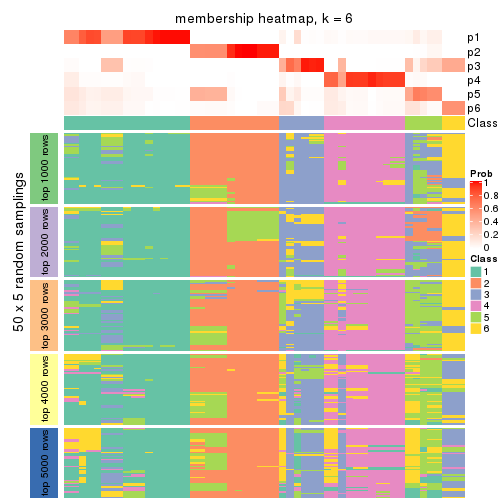 membership heatmap, k = 6
p1
p2
p3
p4
p5
p6
Class
50 x 5 random samplings
top 1000 rows
top 2000 rows
top 3000 rows
top 4000 rows
top 5000 rows
Prob
1
0.8
0.6
0.4
0.2
0
Class
1
2
3
4
5
6